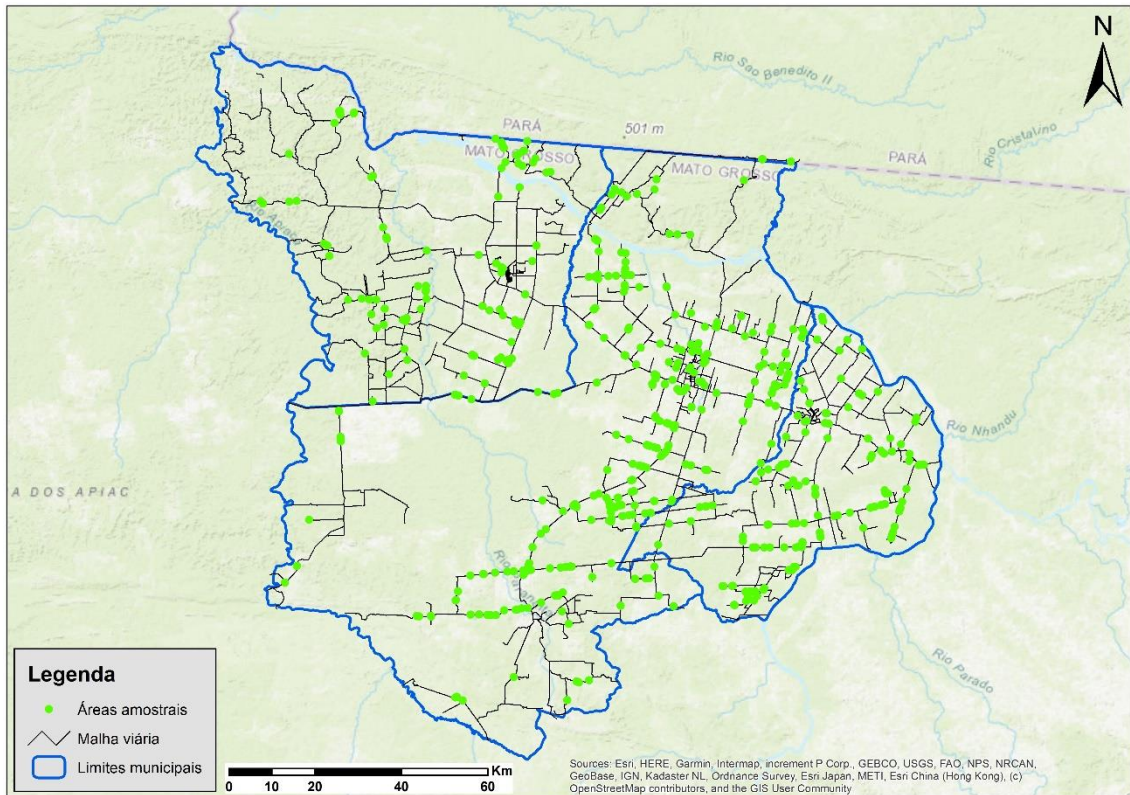 N
Rio Sao Benedito II
Rio Cristalino
PARÁ
501 m
MATO GROSSO
MATO GROSSO
PARÁ
Rio Nhandu
A DOS APIAC
Rio Parado
Legenda
Áreas amostrais
Malha viária
Limites municipais
Km
0 10 20 40 60
Sources: Esri, HERE, Garmin, Intermap, increment P Corp., GEBCO, USGS, FAO, NPS, NRCAN,
GeoBase, IGN, Kadaster NL, Ordnance Survey, Esri Japan, METI, Esri China (Hong Kong), (c)
OpenStreetMap contributors, and the GIS User Community